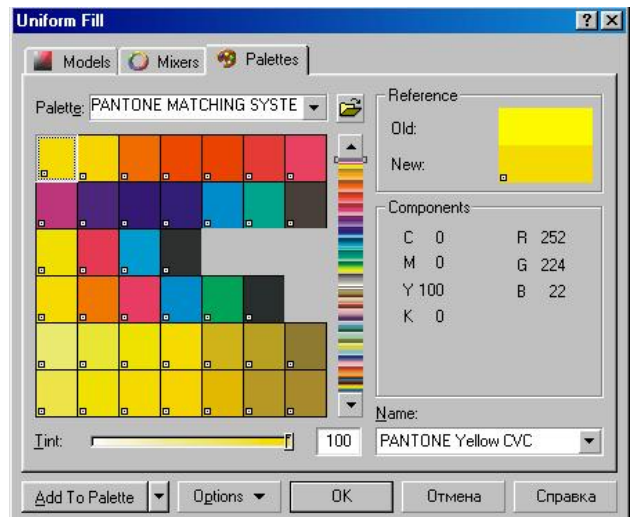 Uniform Fill
Models Mixers Palettes
Palette: PANTONE MATCHING SYSTE
Reference
Old:
New:
Components
C 0 R 252
M 0 G 224
Y 100 B 22
K 0
Name:
Tint: 100 PANTONE Yellow CVC
Add To Palette Options OK Отмена Справка